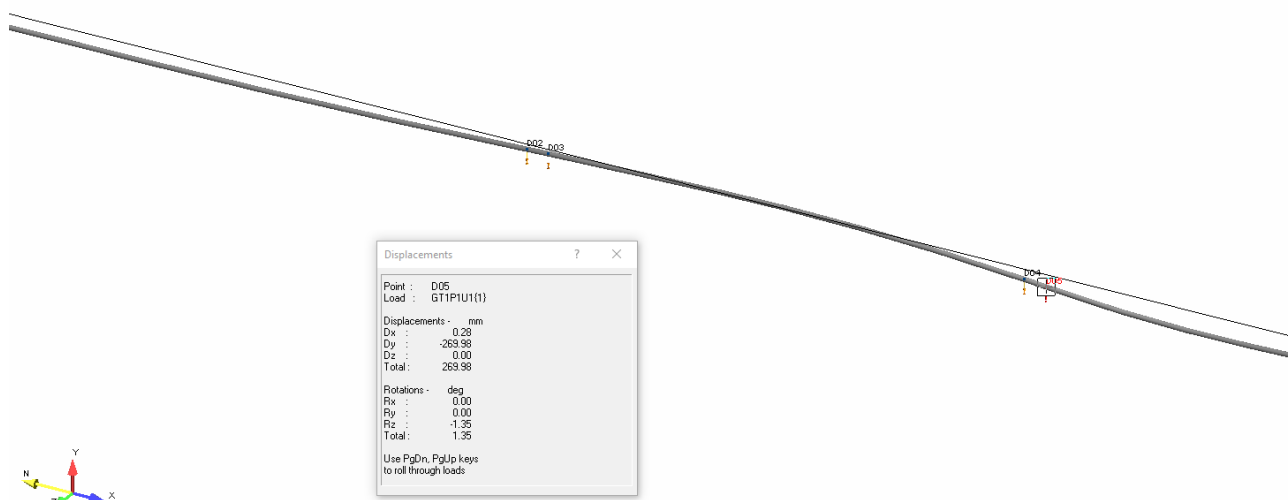 D02
D03
D04
D05
Displacements ? ×
Point : D05
Load : GT1P1U1{1}
Displacements - mm
Dx : 0.28
Dy : -269.98
Dz : 0.00
Total : 269.98
Rotations - deg
Rx : 0.00
Ry : 0.00
Rz : -1.35
Total : 1.35
Use PgDn, PgUp keys
to roll through loads
Y
N
X